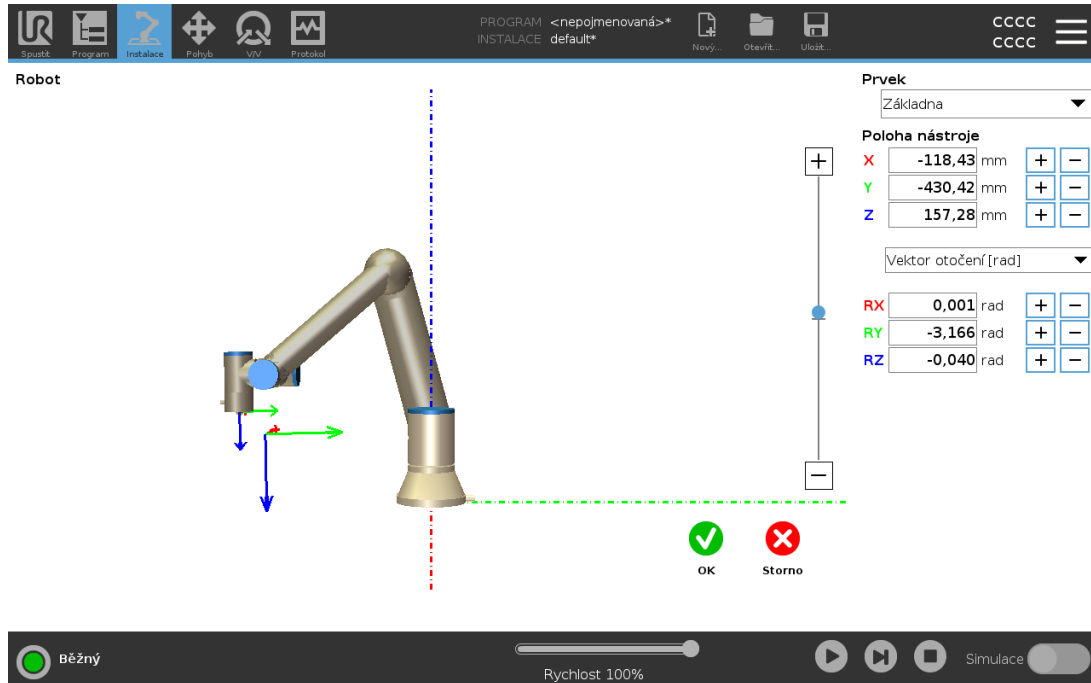 UR
Spustit
Program
Instalace
Pohyb
V/V
Protokol
PROGRAM <nepojmenovaná>*
INSTALACE default*
Nový...
Otevřít...
Uložit...
CCCC
CCCC
Robot
Prvek
Základna
Poloha nástroje
X -118,43 mm + −
Y -430,42 mm + −
Z 157,28 mm + −
Vektor otočení [rad]
RX 0,001 rad + −
RY -3,166 rad + −
RZ -0,040 rad + −
+
−
OK
Storno
Běžný
Rychlost 100%
Simulace